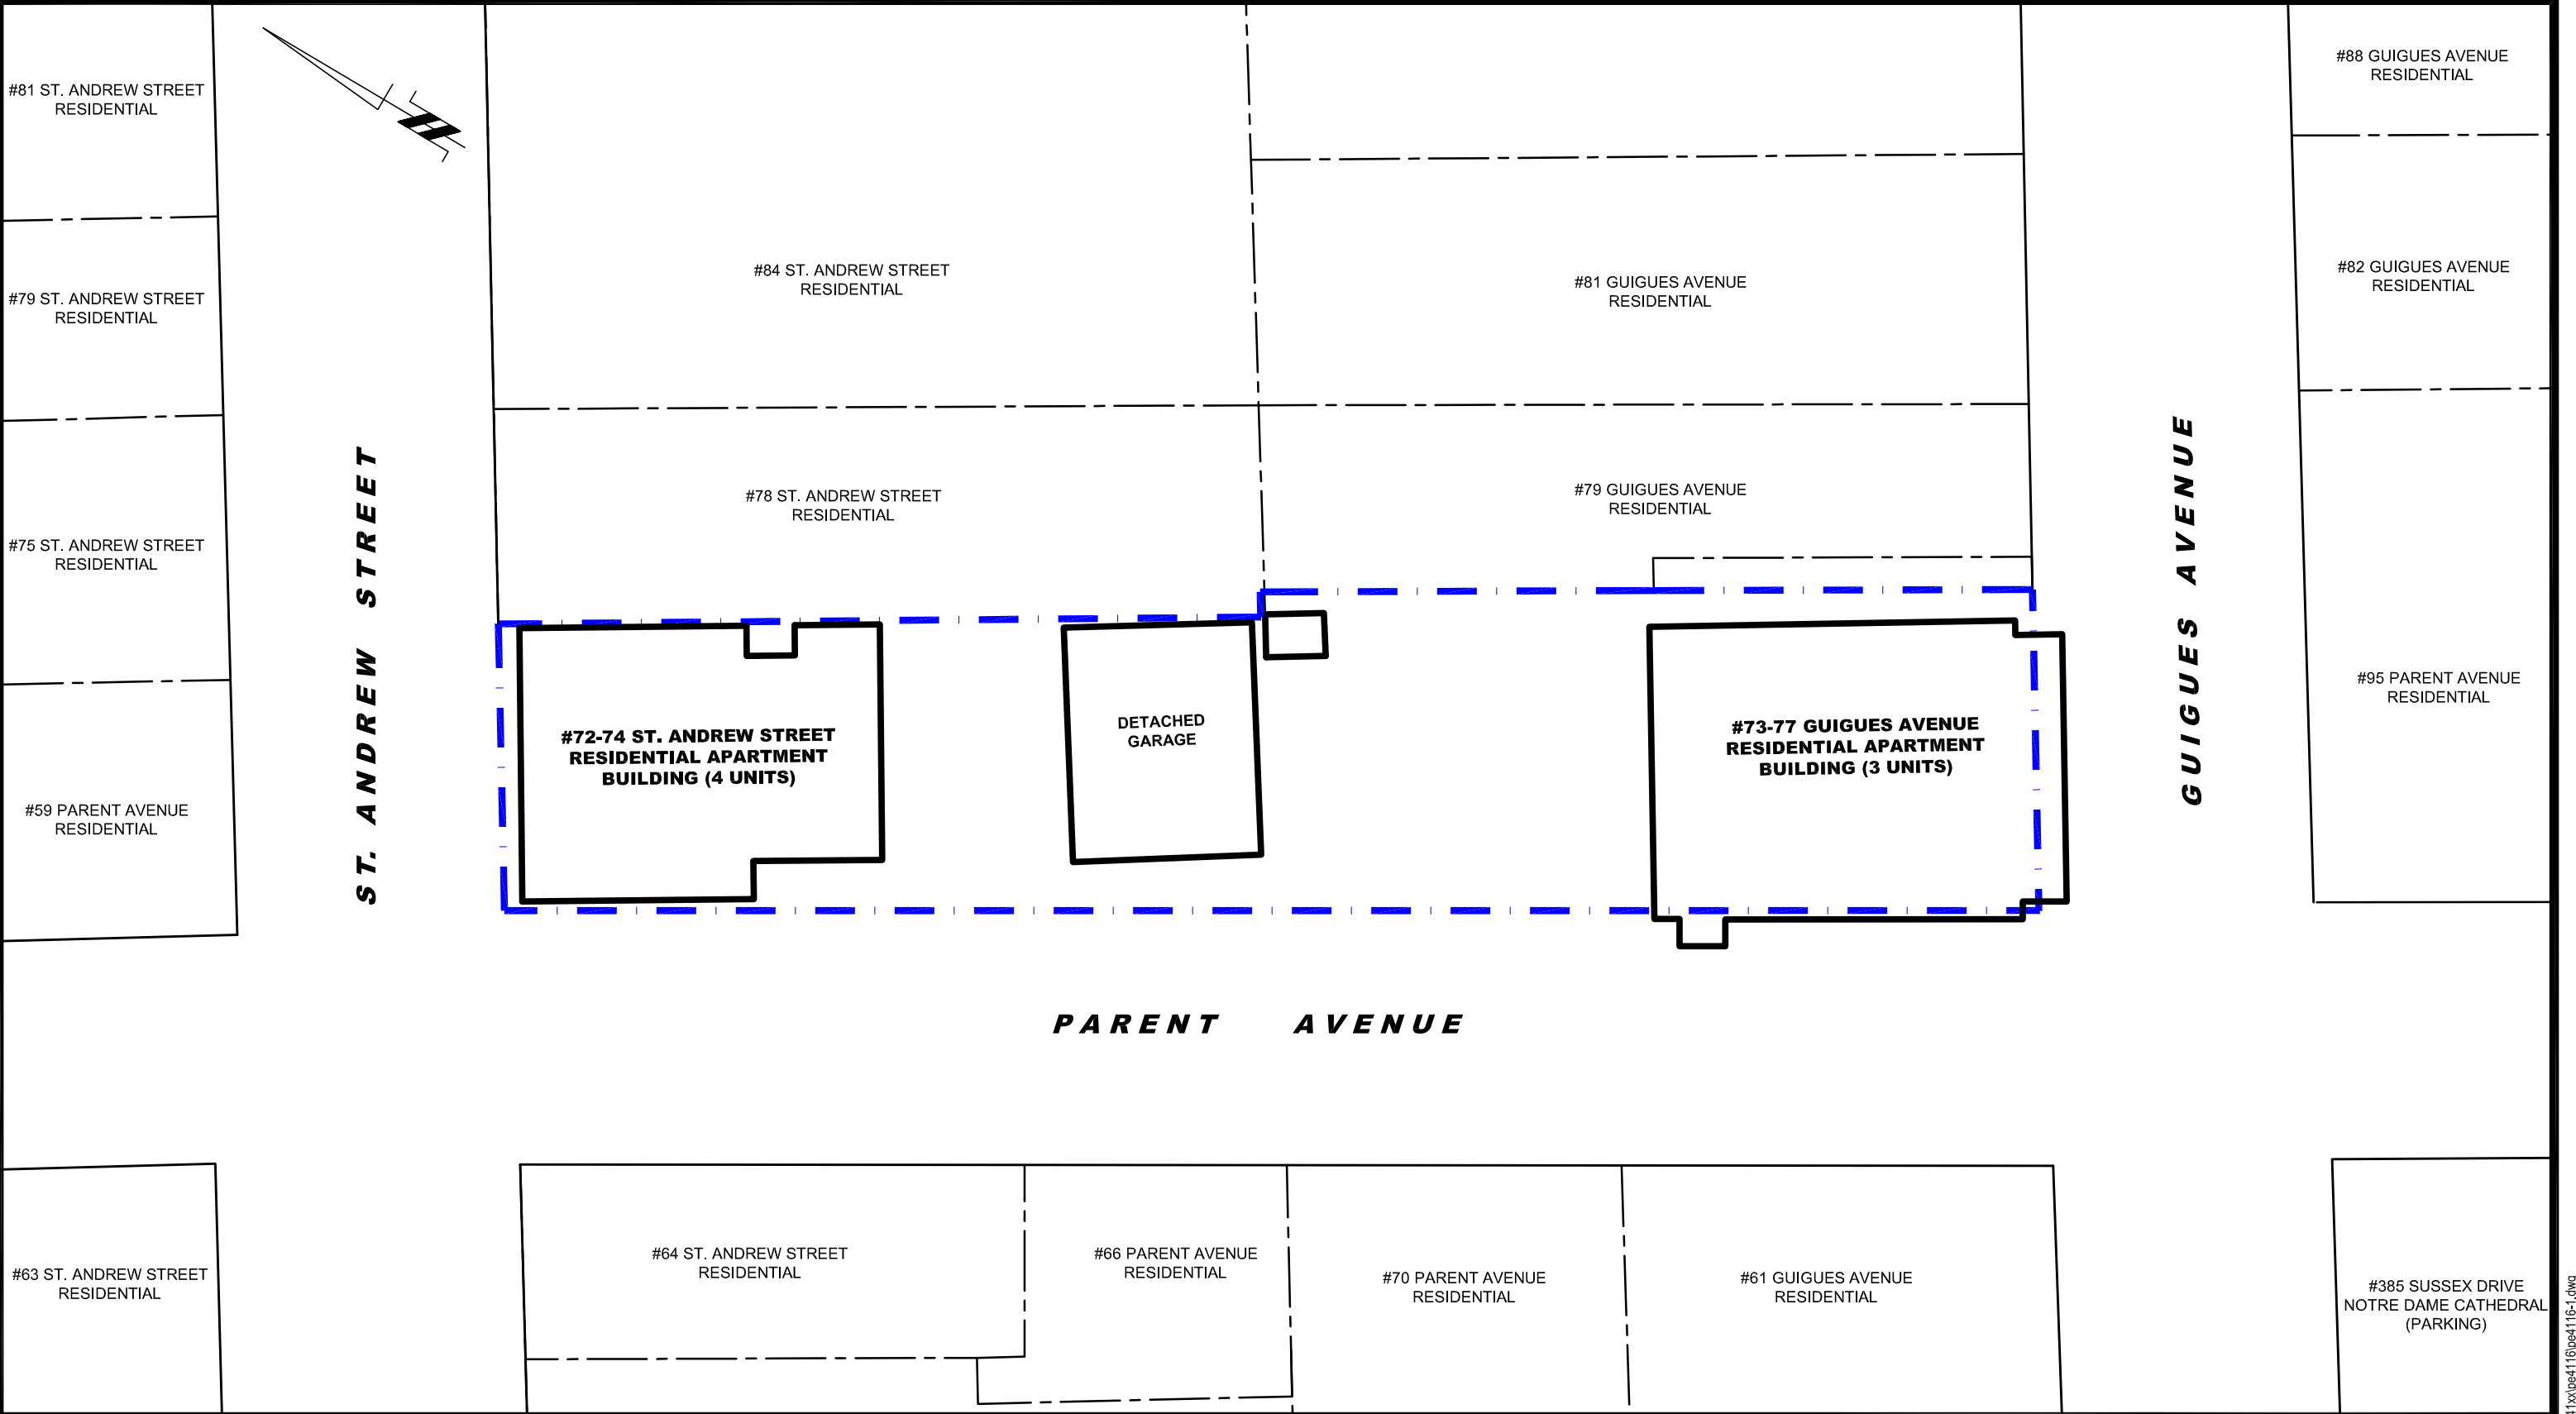 #81 ST. ANDREW STREET
RESIDENTIAL
#79 ST. ANDREW STREET
RESIDENTIAL
#75 ST. ANDREW STREET
RESIDENTIAL
#59 PARENT AVENUE
RESIDENTIAL
#63 ST. ANDREW STREET
RESIDENTIAL
ST. ANDREW STREET
#84 ST. ANDREW STREET
RESIDENTIAL
#81 GUIGUES AVENUE
RESIDENTIAL
#78 ST. ANDREW STREET
RESIDENTIAL
#79 GUIGUES AVENUE
RESIDENTIAL
#72-74 ST. ANDREW STREET
RESIDENTIAL APARTMENT
BUILDING (4 UNITS)
DETACHED
GARAGE
#73-77 GUIGUES AVENUE
RESIDENTIAL APARTMENT
BUILDING (3 UNITS)
PARENT AVENUE
#64 ST. ANDREW STREET
RESIDENTIAL
#66 PARENT AVENUE
RESIDENTIAL
#70 PARENT AVENUE
RESIDENTIAL
#61 GUIGUES AVENUE
RESIDENTIAL
GUIGUES AVENUE
#88 GUIGUES AVENUE
RESIDENTIAL
#82 GUIGUES AVENUE
RESIDENTIAL
#95 PARENT AVENUE
RESIDENTIAL
#385 SUSSEX DRIVE
NOTRE DAME CATHEDRAL
(PARKING)
41xx\pe4116\pe4116-1.dwg